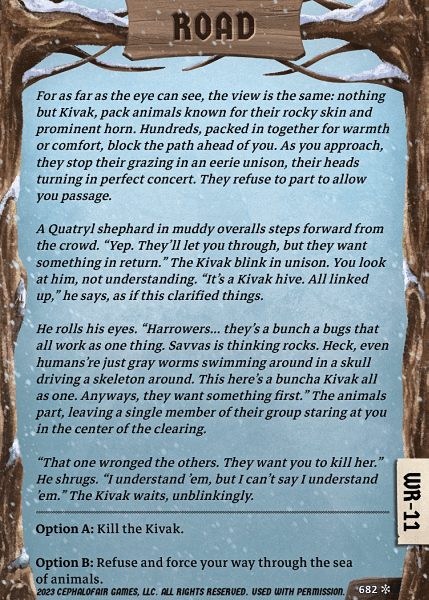 ROAD
For as far as the eye can see, the view is the same: nothing
but Kivak, pack animals known for their rocky skin and
prominent horn. Hundreds, packed in together for warmth
or comfort, block the path ahead of you. As you approach,
they stop their grazing in an eerie unison, their heads
turning in perfect concert. They refuse to part to allow
you passage.
A Quatryl shephard in muddy overalls steps forward from
the crowd. “Yep. They’ll let you through, but they want
something in return.” The Kivak blink in unison. You look
at him, not understanding. “It’s a Kivak hive. All linked
up,” he says, as if this clarified things.
He rolls his eyes. “Harrowers... they’re a bunch a bugs that
all work as one thing. Savvas is thinking rocks. Heck, even
humans’re just gray worms swimming around in a skull
driving a skeleton around. This here’s a buncha Kivak all
as one. Anyways, they want something first.” The animals
part, leaving a single member of their group staring at you
in the center of the clearing.
“That one wronged the others. They want you to kill her.”
He shrugs. “I understand ’em, but I can’t say I understand
’em.” The Kivak waits, unblinkingly.
Option A: Kill the Kivak.
Option B: Refuse and force your way through the sea
of animals.
2023 CEPHALOFAIR GAMES, LLC. ALL RIGHTS RESERVED. USED WITH PERMISSION.
682
WR-11